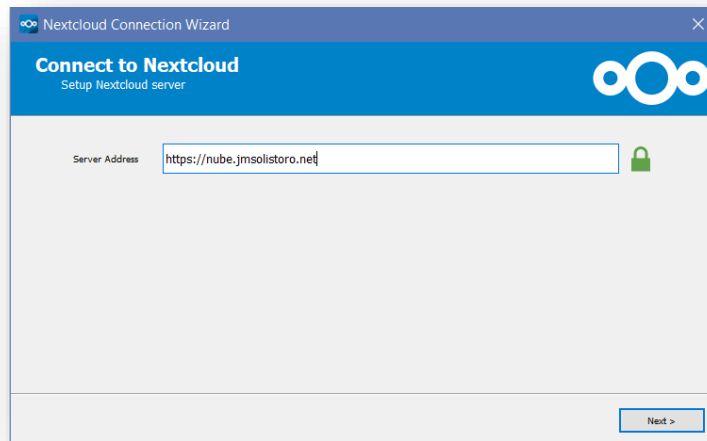 Nextcloud Connection Wizard
Connect to Nextcloud
Setup Nextcloud server
Server Address https://nube.jmsolistoro.net
Next >